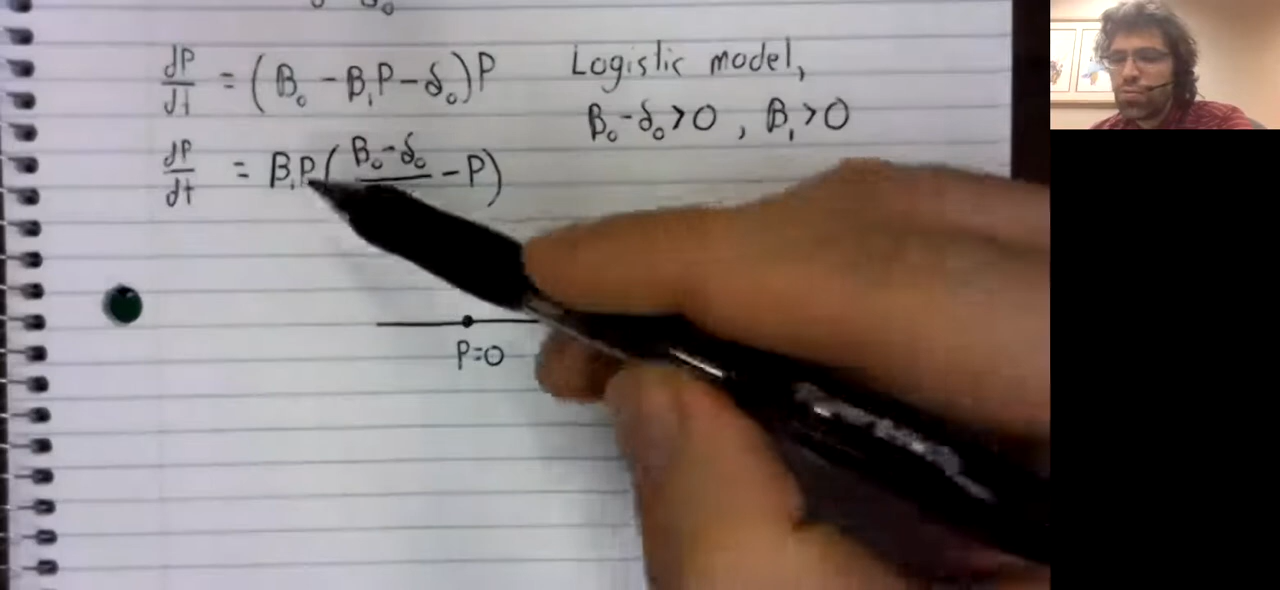 dP/dt = (B₀ - B₁P - δ₀)P
Logistic model,
B₀ - δ₀ > 0 , B₁ > 0
dP/dt = B₁P( B₀ - δ₀ / - P)
P=0